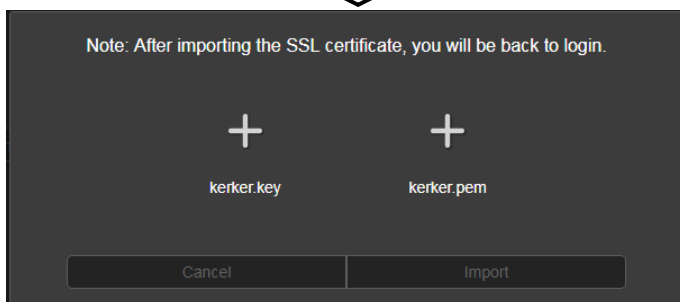 Note: After importing the SSL certificate, you will be back to login.
kerker.key kerker.pem
Cancel Import